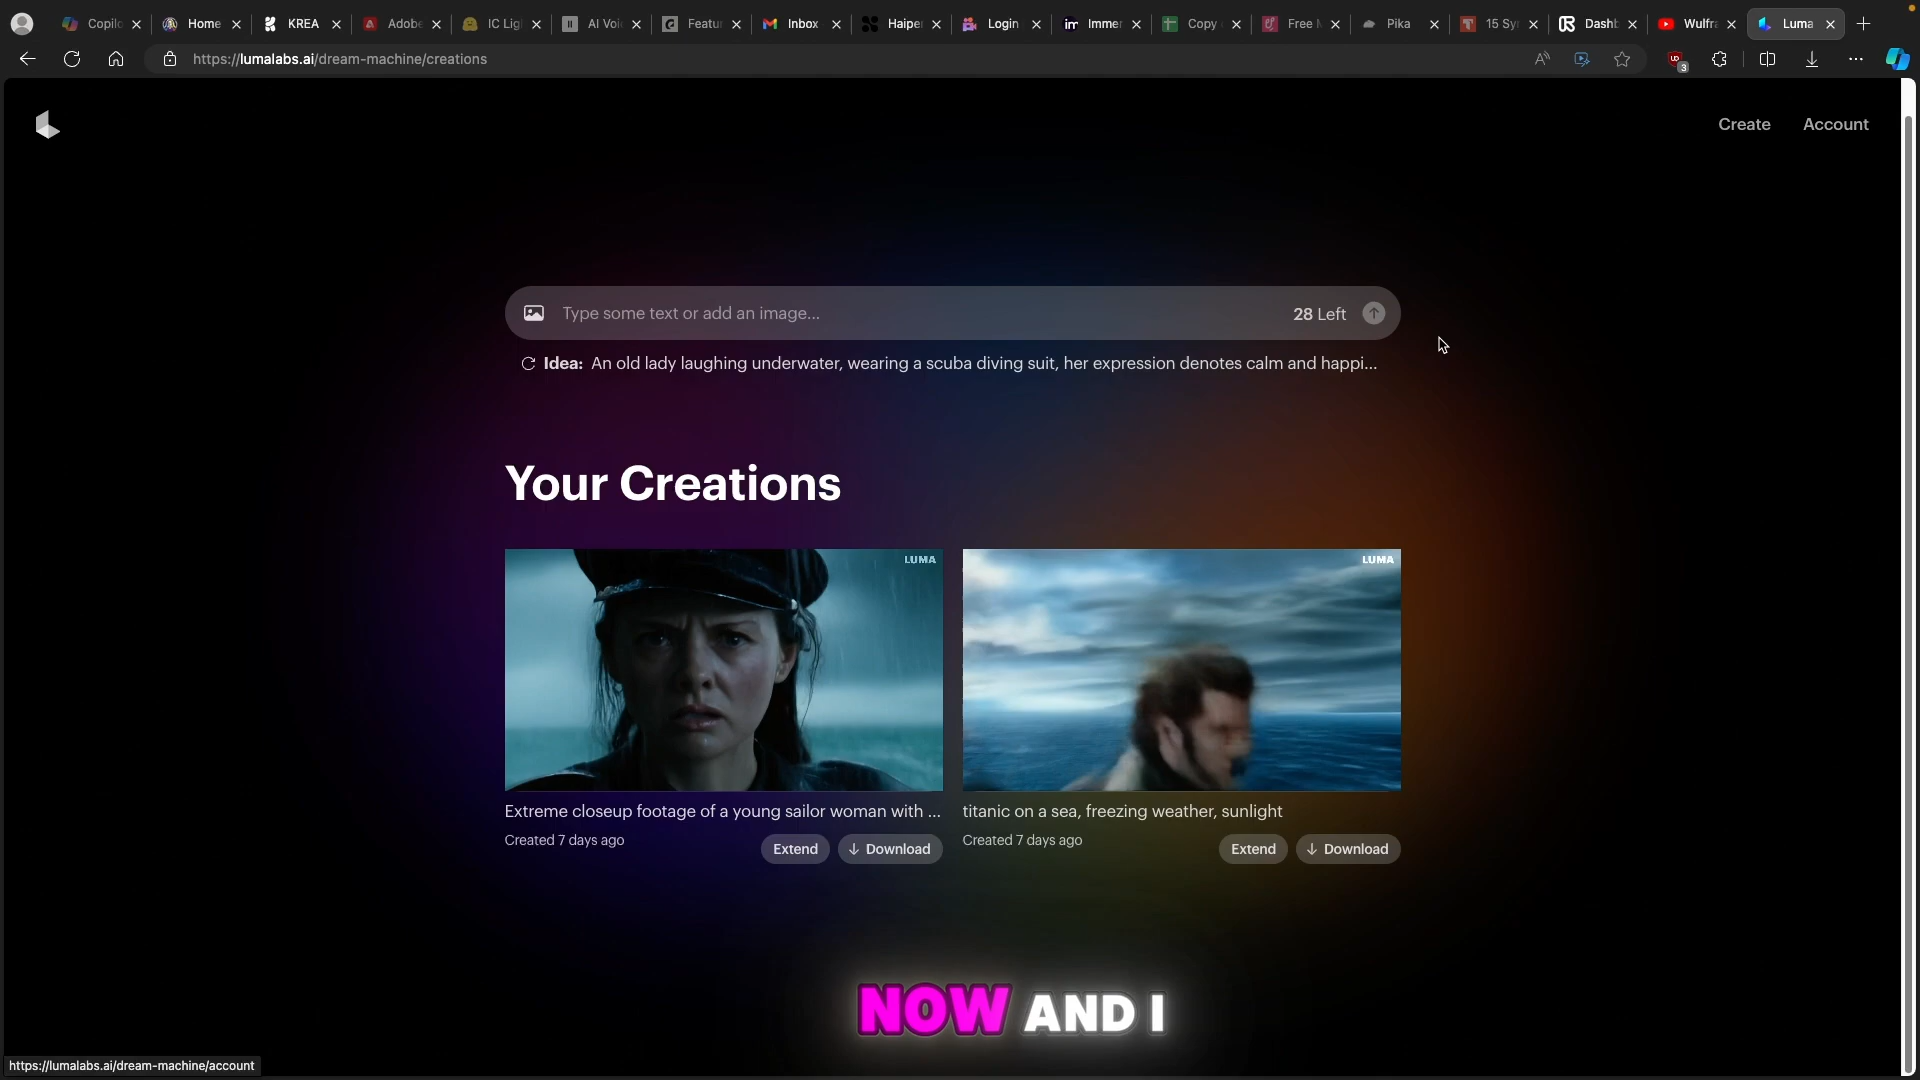 Copilo
Home
KREA
Adobe
IC Lig
AI Voi
Featur
Inbox
Haiper
Login
Immer
Copy
Free
Pika
15 Sy
Dashb
Wulfra
Luma
https://lumalabs.ai/dream-machine/creations
3
Create
Account
Type some text or add an image...
28 Left
Idea: An old lady laughing underwater, wearing a scuba diving suit, her expression denotes calm and happi...
Your Creations
LUMA
LUMA
Extreme closeup footage of a young sailor woman with ...
titanic on a sea, freezing weather, sunlight
Created 7 days ago
Extend
Download
Created 7 days ago
Extend
Download
NOW AND I
https://lumalabs.ai/dream-machine/account